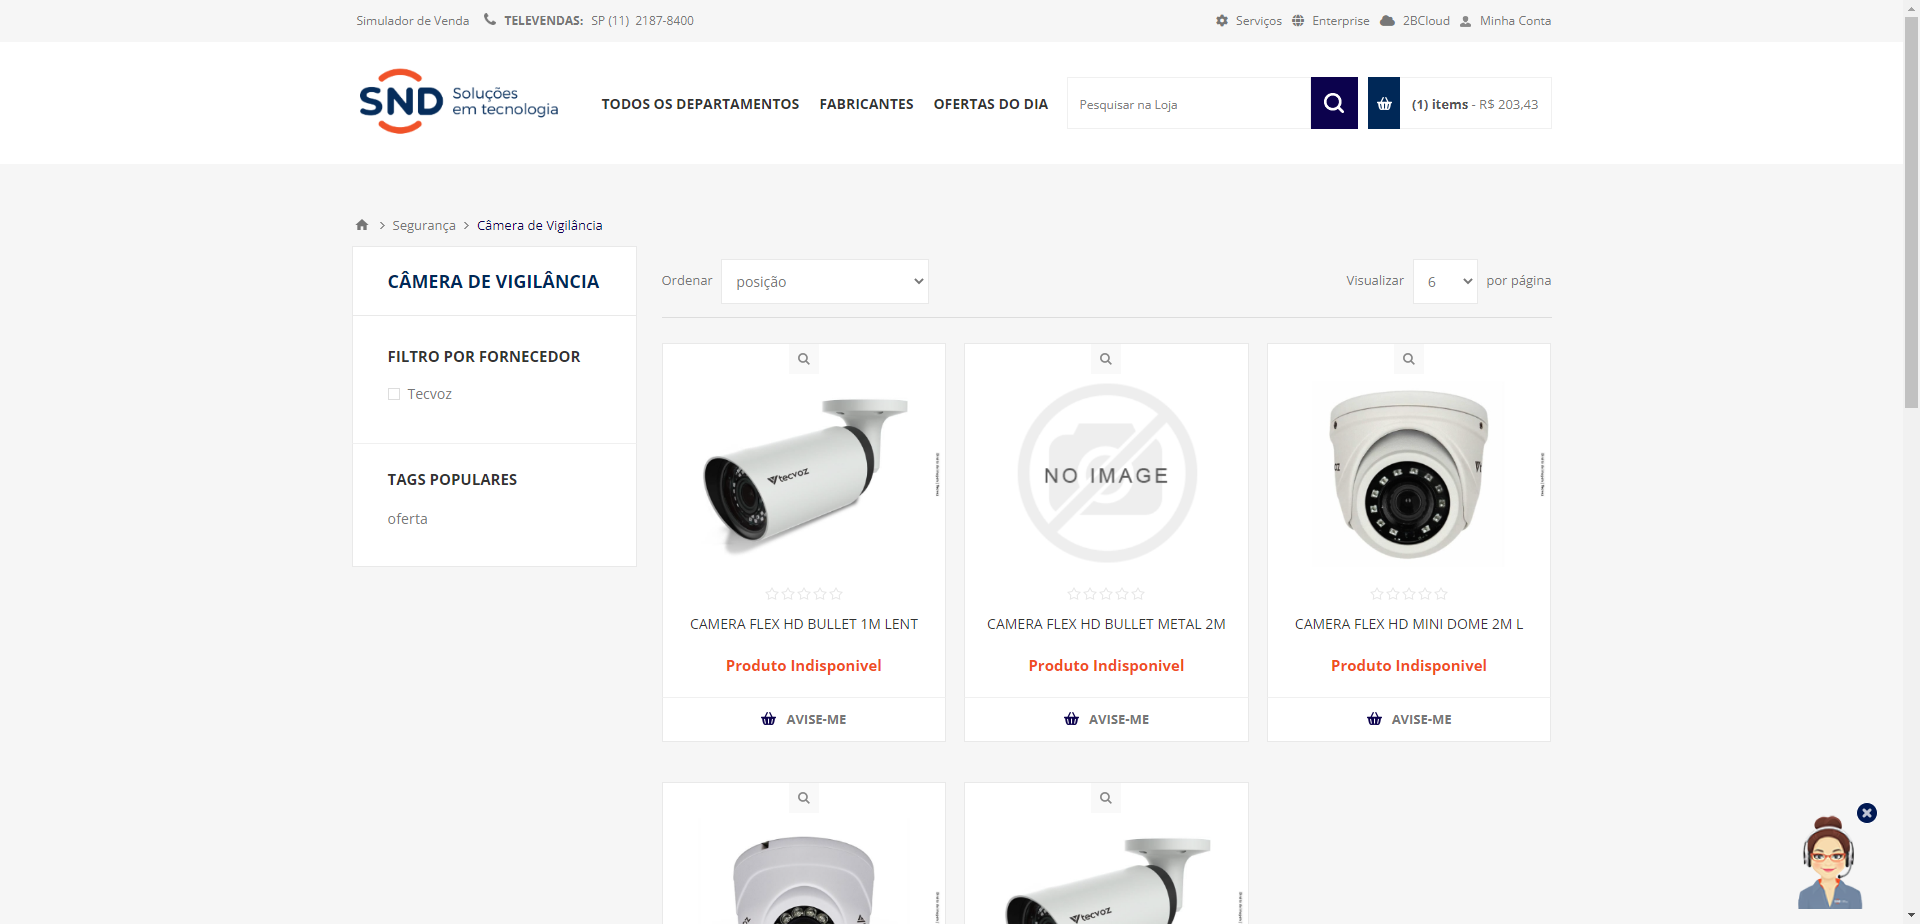 Simulador de Venda TELEVENDAS: SP (11) 2187-8400 Serviços Enterprise 2BCloud Minha Conta
SND Soluções em tecnologia
TODOS OS DEPARTAMENTOS FABRICANTES OFERTAS DO DIA Pesquisar na Loja (1) items - R$ 203,43
> Segurança > Câmera de Vigilância
CÂMERA DE VIGILÂNCIA
FILTRO POR FORNECEDOR
Tecvoz
TAGS POPULARES
oferta
Ordenar posição Visualizar 6 por página
tecvoz
NO IMAGE
CAMERA FLEX HD BULLET 1M LENT
Produto Indisponivel
AVISE-ME
CAMERA FLEX HD BULLET METAL 2M
Produto Indisponivel
AVISE-ME
CAMERA FLEX HD MINI DOME 2M L
Produto Indisponivel
AVISE-ME
tecvoz